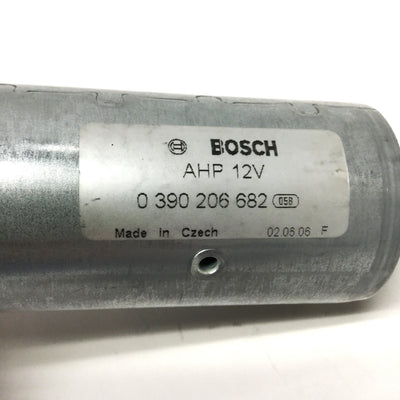 BOSCH
AHP 12V
0 390 206 682 058
Made in Czech 02.06.06 F